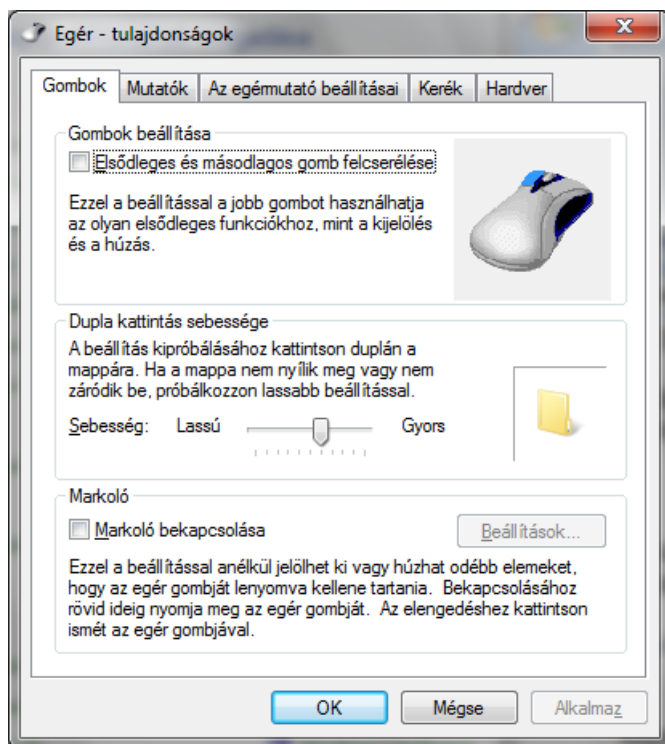 Egér - tulajdonságok
Gombok
Mutatók
Az egérmutató beállításai
Kerék
Hardver
Gombok beállítása
Elsődleges és másodlagos gomb felcserélése
Ezzel a beállítással a jobb gombot használhatja
az olyan elsődleges funkciókhoz, mint a kijelölés
és a húzás.
Dupla kattintás sebessége
A beállítás kipróbálásához kattintson duplán a
mappára. Ha a mappa nem nyílik meg vagy nem
záródik be, próbálkozzon lassabb beállítással.
Sebesség: Lassú Gyors
Markoló
Markoló bekapcsolása
Beállítások...
Ezzel a beállítással anélkül jelölhet ki vagy húzhat odébb elemeket,
hogy az egér gombját lenyomva kellene tartania. Bekapcsolásához
rövid ideig nyomja meg az egér gombját. Az elengedéshez kattintson
ismét az egér gombjával.
OK
Mégse
Alkalmaz